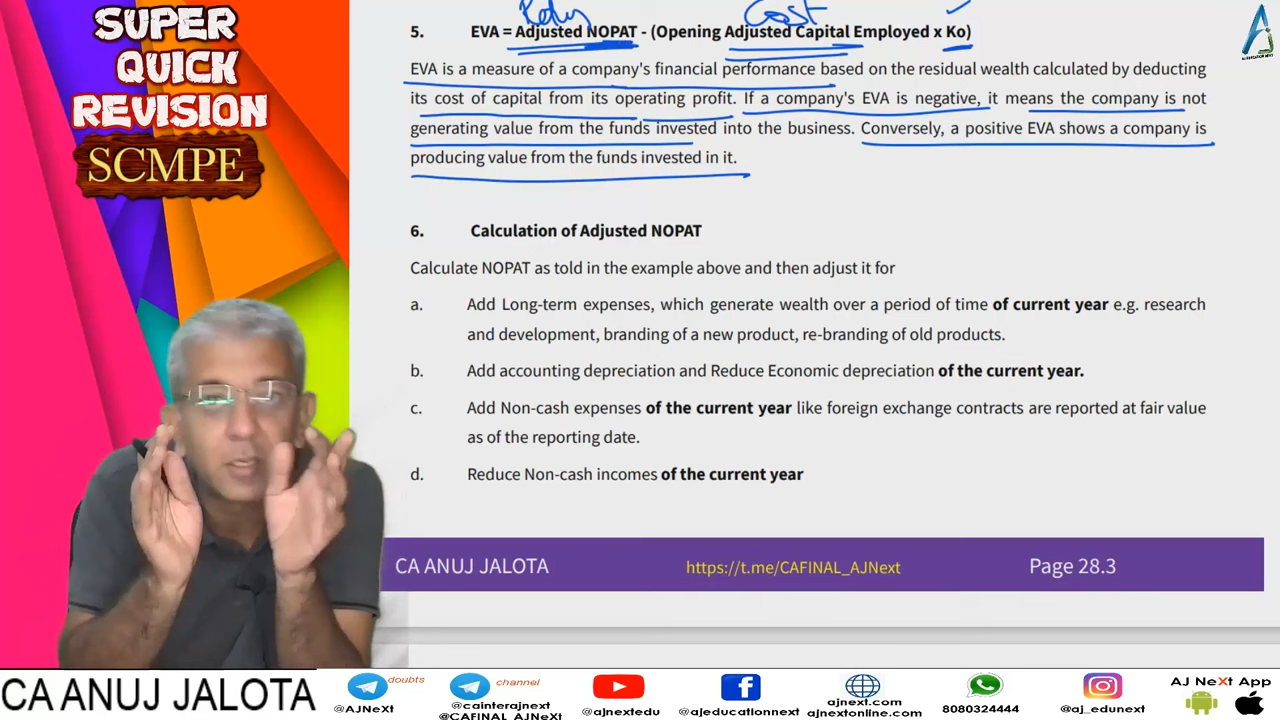 SUPER
QUICK
REVISION
SCMPE
Cost
5. EVA = Adjusted NOPAT - (Opening Adjusted Capital Employed x Ko)
EVA is a measure of a company's financial performance based on the residual wealth calculated by deducting
its cost of capital from its operating profit. If a company's EVA is negative, it means the company is not
generating value from the funds invested into the business. Conversely, a positive EVA shows a company is
producing value from the funds invested in it.
6. Calculation of Adjusted NOPAT
Calculate NOPAT as told in the example above and then adjust it for
a. Add Long-term expenses, which generate wealth over a period of time of current year e.g. research
and development, branding of a new product, re-branding of old products.
b. Add accounting depreciation and Reduce Economic depreciation of the current year.
c. Add Non-cash expenses of the current year like foreign exchange contracts are reported at fair value
as of the reporting date.
d. Reduce Non-cash incomes of the current year
CA ANUJ JALOTA https://t.me/CAFINAL_AJNext Page 28.3
CA ANUJ JALOTA
doubts
@AJNeXt
channel
@cainterajnext
@CAFINAL_AJNeXt
@ajnextedu
@ajeducationnext
ajnext.com
ajnextonline.com
8080324444
@aj_edunext
AJ NeXt App